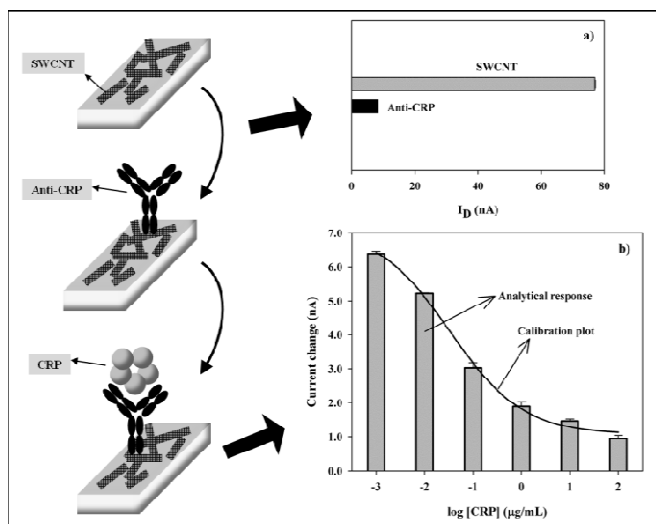 SWCNT
Anti-CRP
CRP
a)
SWCNT
Anti-CRP
0 20 40 60 80 100
I_D (nA)
b)
7.0
6.0
5.0
4.0
3.0
2.0
1.0
0.0
Current change (nA)
Analytical response
Calibration plot
-3 -2 -1 0 1 2
log [CRP] (µg/mL)